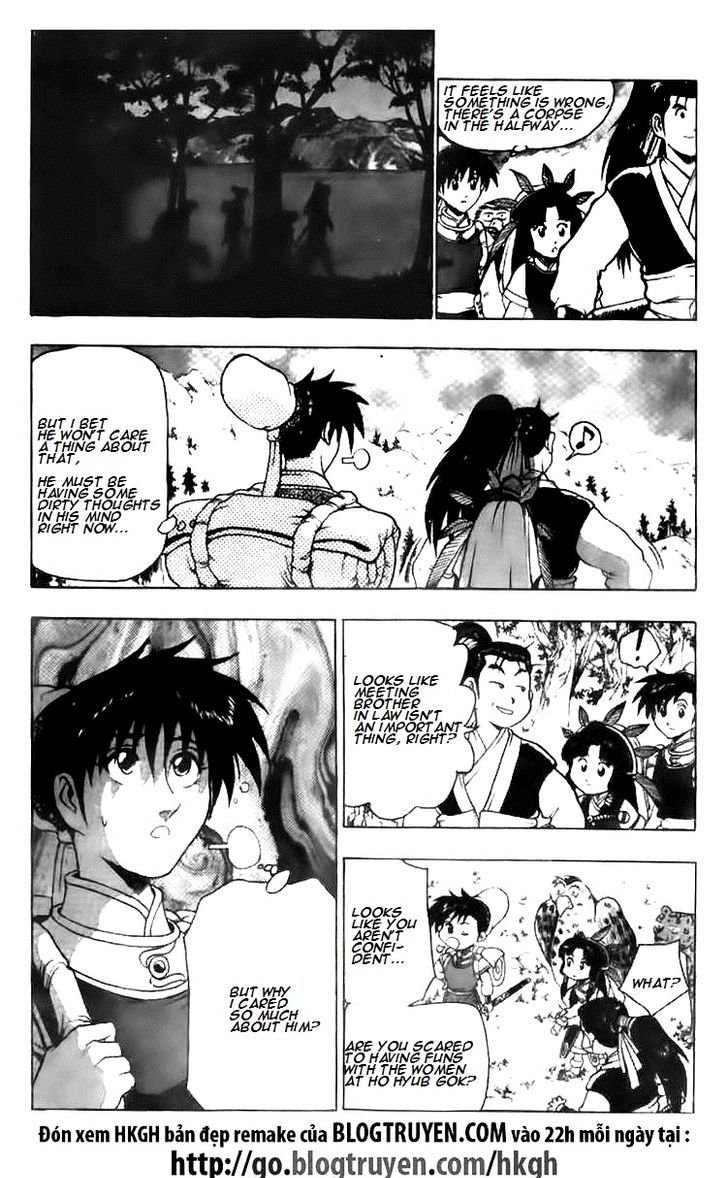 IT FEELS LIKE
SOMETHING IS WRONG,
THERE'S A CORPSE
IN THE HALFWAY...
BUT I BET
HE WON'T CARE
A THING ABOUT
THAT,
HE MUST BE
HAVING SOME
DIRTY THOUGHTS
IN HIS MIND
RIGHT NOW...
BUT WHY
I CARED
SO MUCH
ABOUT HIM?
LOOKS LIKE
MEETING
BROTHER
IN LAW ISN'T
AN IMPORTANT
THING, RIGHT?
!
LOOKS
LIKE YOU
AREN'T
CONFI-
DENT...
WHAT?
ARE YOU SCARED
TO HAVING FUNS
WITH THE WOMEN
AT HO HYUB GOK?
Đón xem HKGH bản đẹp remake của BLOGTRUYEN.COM vào 22h mỗi ngày tại :
http://go.blogtruyen.com/hkgh